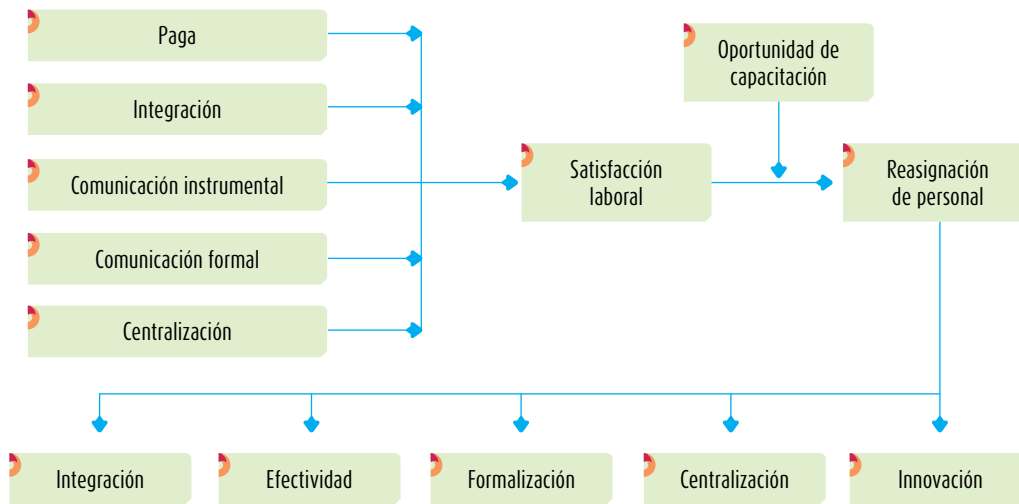 Paga
Integración
Comunicación instrumental
Comunicación formal
Centralización
Oportunidad de
capacitación
Satisfacción
laboral
Reasignación
de personal
Integración
Efectividad
Formalización
Centralización
Innovación